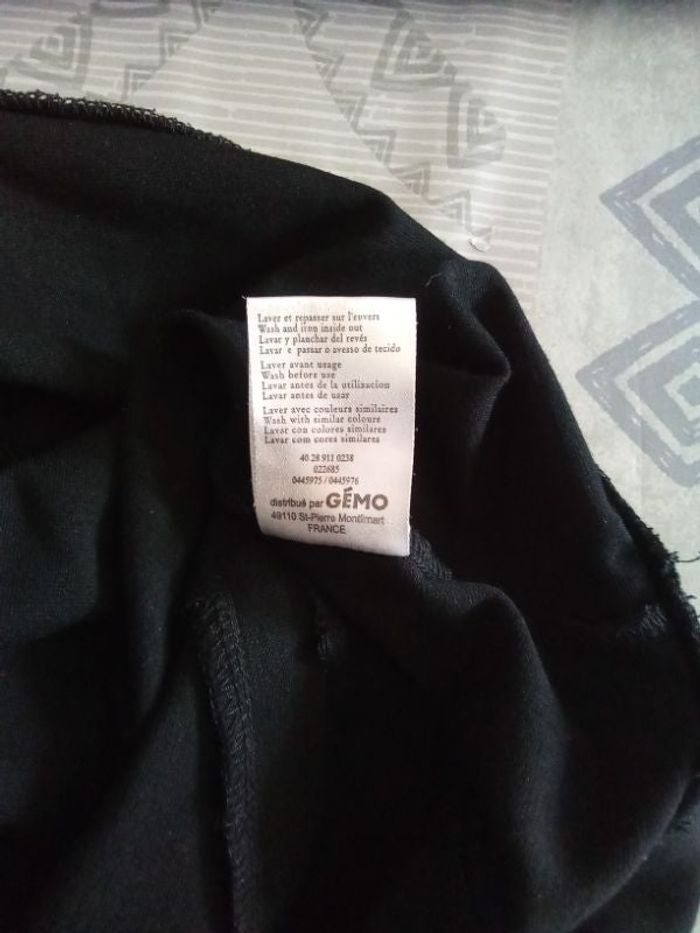 Laver et repasser sur l'envers
Wash and iron inside out
Lavar y planchar del revés
Lavar e passar o avesso de tecido
Laver avant usage
Wash before use
Lavar antes de la utilizacion
Lavar antes de usar
Laver avec couleurs similaires
Wash with similar colours
Lavar con colores similares
Lavar com cores similares
40 28 911 0238
022685
0445975 / 0445976
distribué par GÉMO
49110 St-Pierre Montlimart
FRANCE